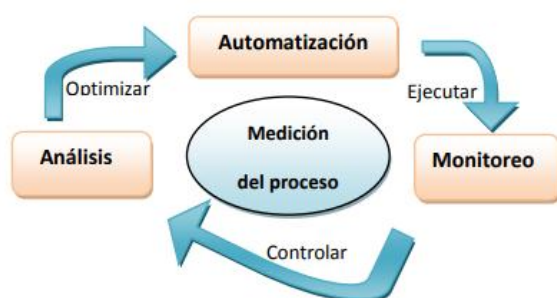 Automatización
Optimizar
Ejecutar
Análisis
Medición
del proceso
Monitoreo
Controlar